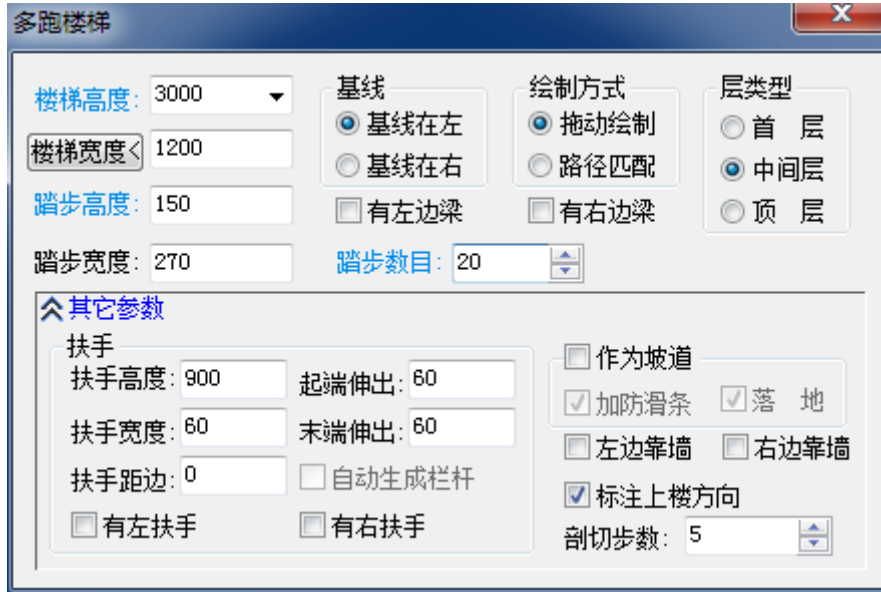 多跑楼梯
楼梯高度: 3000
楼梯宽度< 1200
踏步高度: 150
踏步宽度: 270
基线
基线在左
基线在右
有左边梁
绘制方式
拖动绘制
路径匹配
有右边梁
层类型
首 层
中间层
顶 层
踏步数目: 20
其它参数
扶手
扶手高度: 900
起端伸出: 60
扶手宽度: 60
末端伸出: 60
扶手距边: 0
自动生成栏杆
有左扶手
有右扶手
作为坡道
加防滑条
落 地
左边靠墙
右边靠墙
标注上楼方向
剖切步数: 5